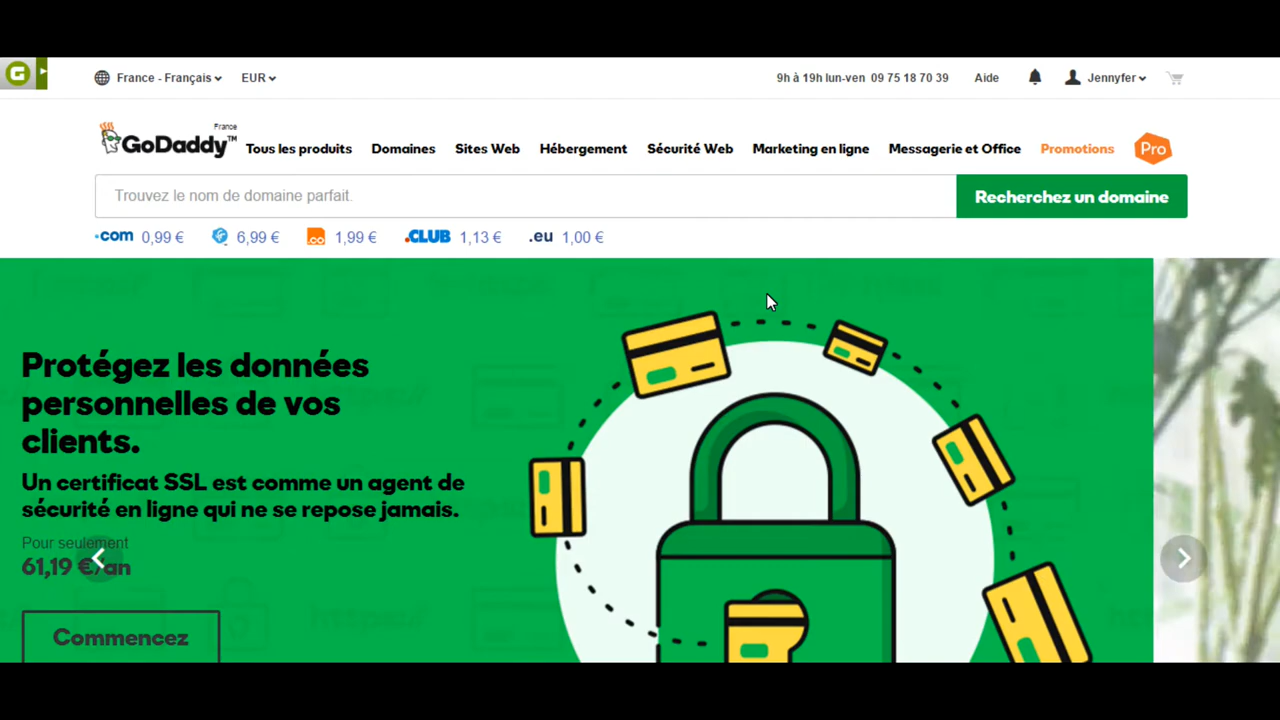 G
France - Français
EUR
9h à 19h lun-ven 09 75 18 70 39
Aide
Jennyfer
France
GoDaddy™
Tous les produits
Domaines
Sites Web
Hébergement
Sécurité Web
Marketing en ligne
Messagerie et Office
Promotions
Pro
Trouvez le nom de domaine parfait.
Recherchez un domaine
.com 0,99 €
6,99 €
.co 1,99 €
.CLUB 1,13 €
.eu 1,00 €
Protégez les données
personnelles de vos
clients.
Un certificat SSL est comme un agent de
sécurité en ligne qui ne se repose jamais.
Pour seulement
61,19 €/an
Commencez